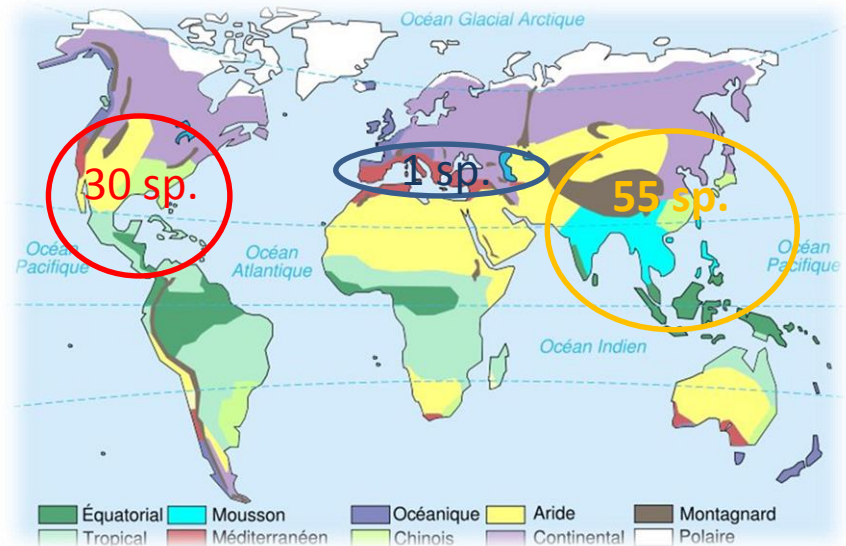 Océan Glacial Arctique
30 sp.
1 sp.
55 sp.
Océan
Pacifique
Océan
Atlantique
Océan
Pacifique
Océan Indien
Équatorial Mousson Océanique Aride Montagnard
Tropical Méditerranéen Chinois Continental Polaire